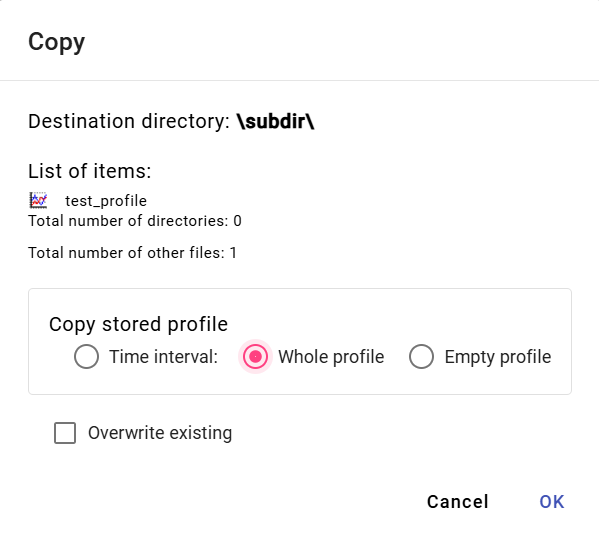 Copy
Destination directory: \subdir\
List of items:
test_profile
Total number of directories: 0
Total number of other files: 1
Copy stored profile
Time interval: Whole profile Empty profile
Overwrite existing
Cancel OK